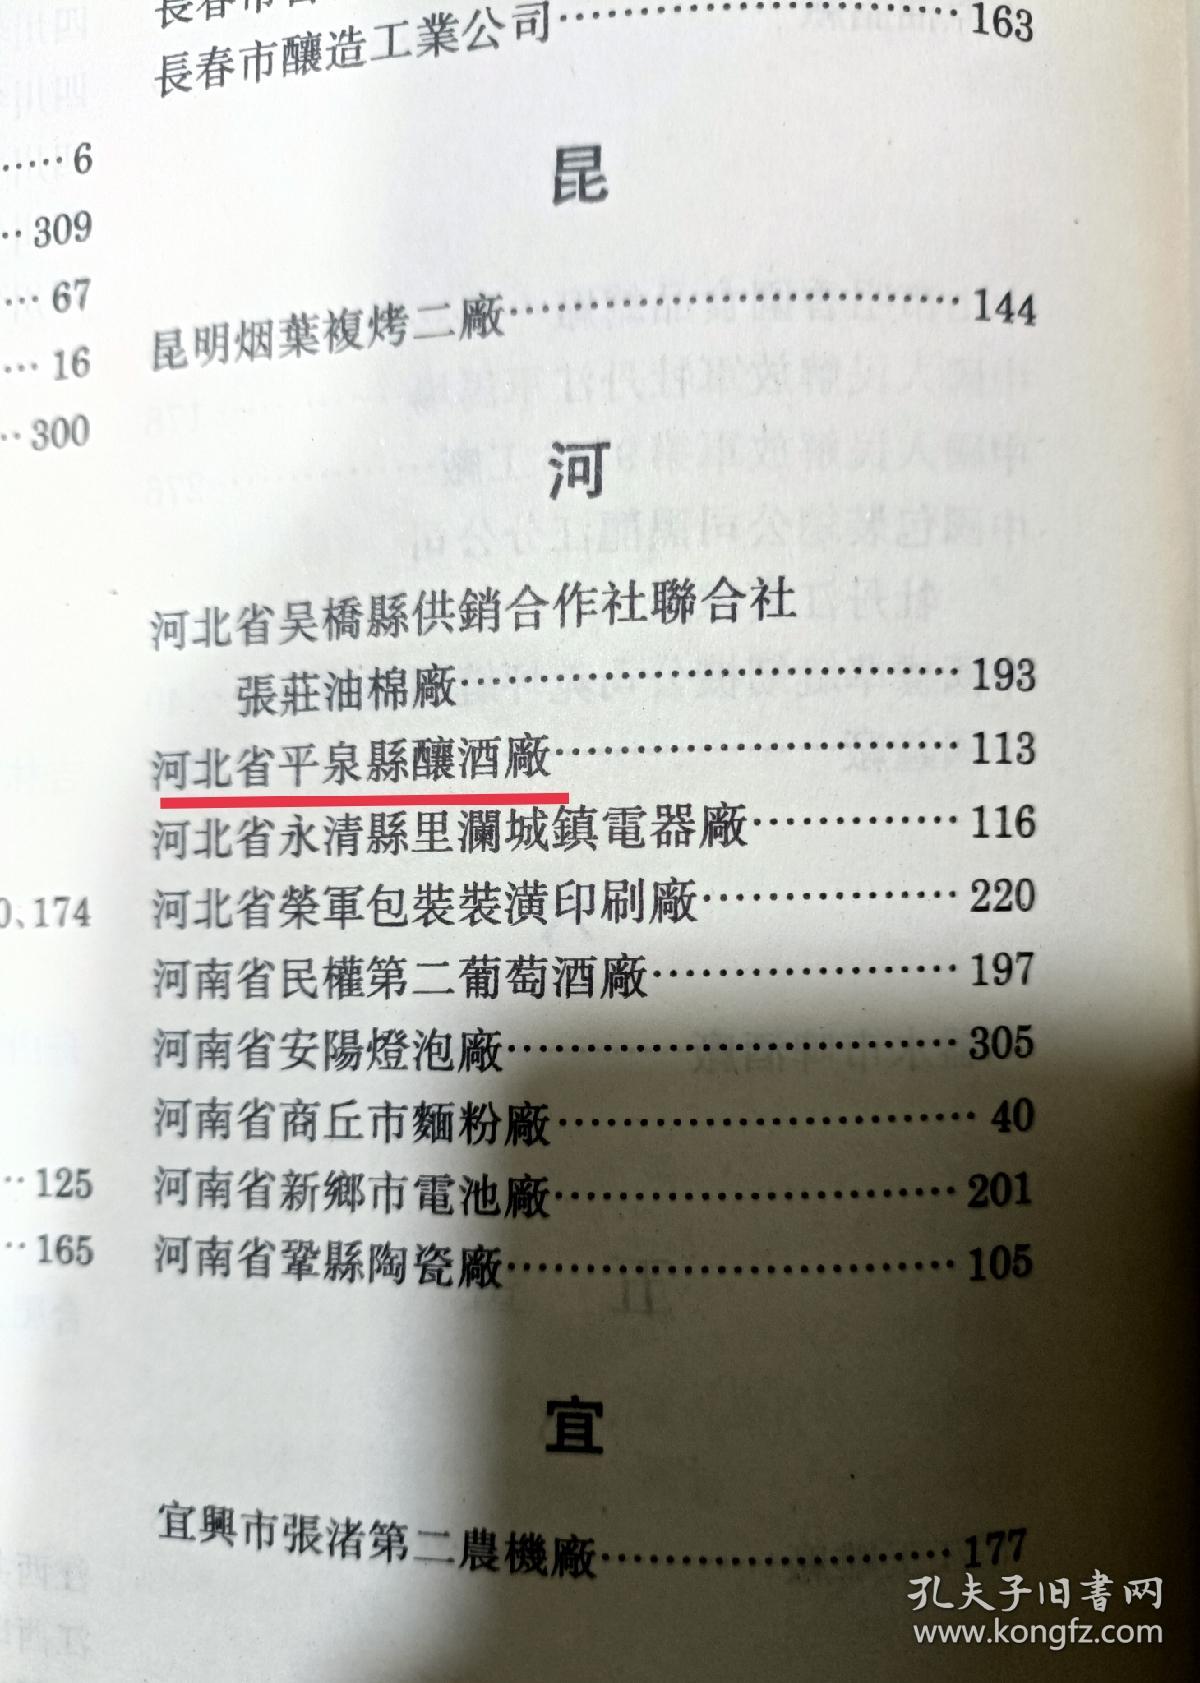 長春市釀造工業公司……163
……6
……309
……67
……16
……300
0、174
……125
……165
昆
昆明烟葉複烤二廠……144
河
河北省吴橋縣供銷合作社聯合社
張莊油棉廠……193
河北省平泉縣釀酒廠……113
河北省永清縣里瀾城鎮電器廠……116
河北省榮軍包裝裝潢印刷廠……220
河南省民權第二葡萄酒廠……197
河南省安陽燈泡廠……305
河南省商丘市麵粉廠……40
河南省新鄉市電池廠……201
河南省鞏縣陶瓷廠……105
宜
宜興市張渚第二農機廠……177
孔夫子旧书网
www.kongfz.com